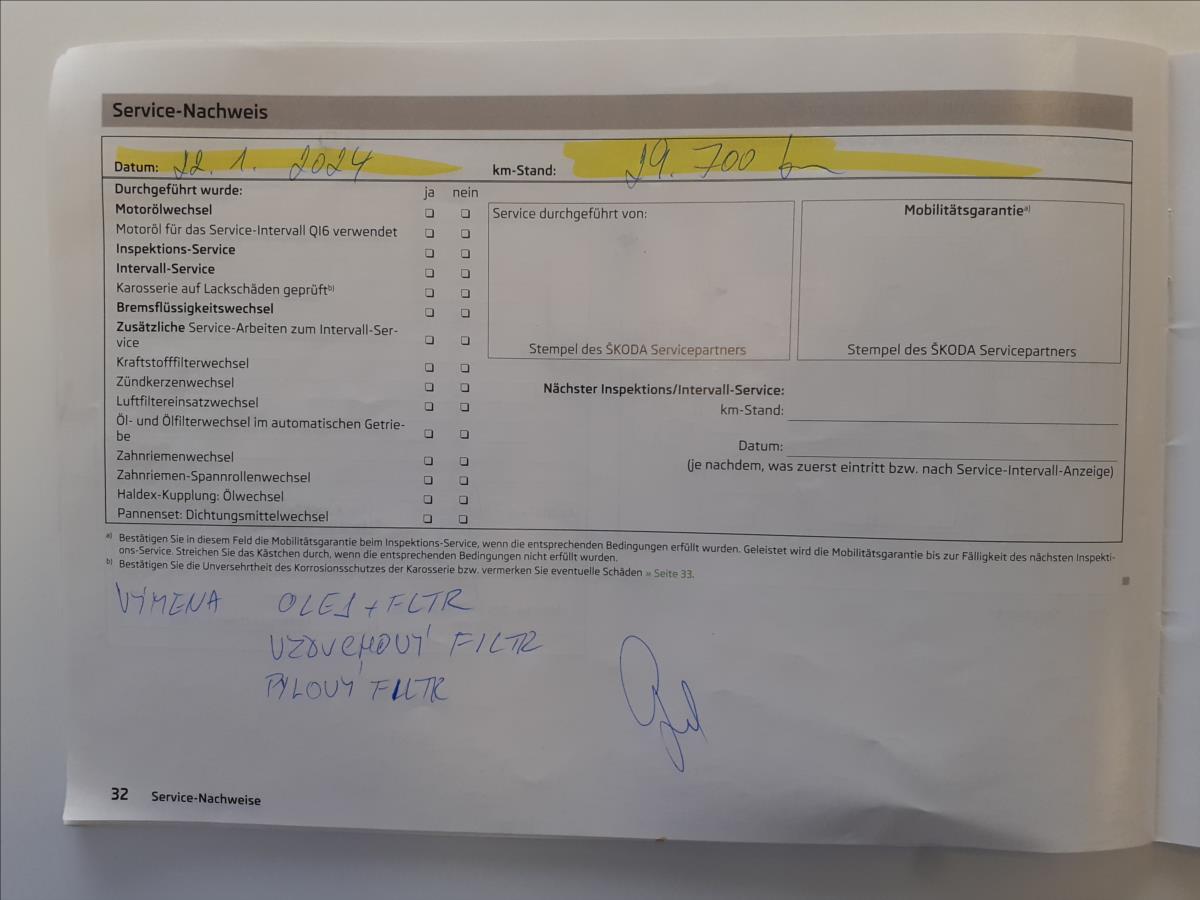 Service-Nachweis
Datum: 22. 1. 2024 km-Stand: 29. 700 km
Durchgeführt wurde: ja nein
Motorölwechsel
Motoröl für das Service-Intervall QI6 verwendet
Inspektions-Service
Intervall-Service
Karosserie auf Lackschäden geprüftb)
Bremsflüssigkeitswechsel
Zusätzliche Service-Arbeiten zum Intervall-Ser-
vice
Kraftstofffilterwechsel
Zündkerzenwechsel
Luftfiltereinsatzwechsel
Öl- und Ölfilterwechsel im automatischen Getrie-
be
Zahnriemenwechsel
Zahnriemen-Spannrollenwechsel
Haldex-Kupplung: Ölwechsel
Pannenset: Dichtungsmittelwechsel
Service durchgeführt von:
Stempel des ŠKODA Servicepartners
Mobilitätsgarantiea)
Stempel des ŠKODA Servicepartners
Nächster Inspektions/Intervall-Service:
km-Stand:
Datum:
(je nachdem, was zuerst eintritt bzw. nach Service-Intervall-Anzeige)
a) Bestätigen Sie in diesem Feld die Mobilitätsgarantie beim Inspektions-Service, wenn die entsprechenden Bedingungen erfüllt wurden. Geleistet wird die Mobilitätsgarantie bis zur Fälligkeit des nächsten Inspekti-
ons-Service. Streichen Sie das Kästchen durch, wenn die entsprechenden Bedingungen nicht erfüllt wurden.
b) Bestätigen Sie die Unversehrtheit des Korrosionsschutzes der Karosserie bzw. vermerken Sie eventuelle Schäden » Seite 33.
VÝMENA OLEJ + FLTR
VZDUCHOVÝ FILTR
PYLOVÝ FILTR
32 Service-Nachweise